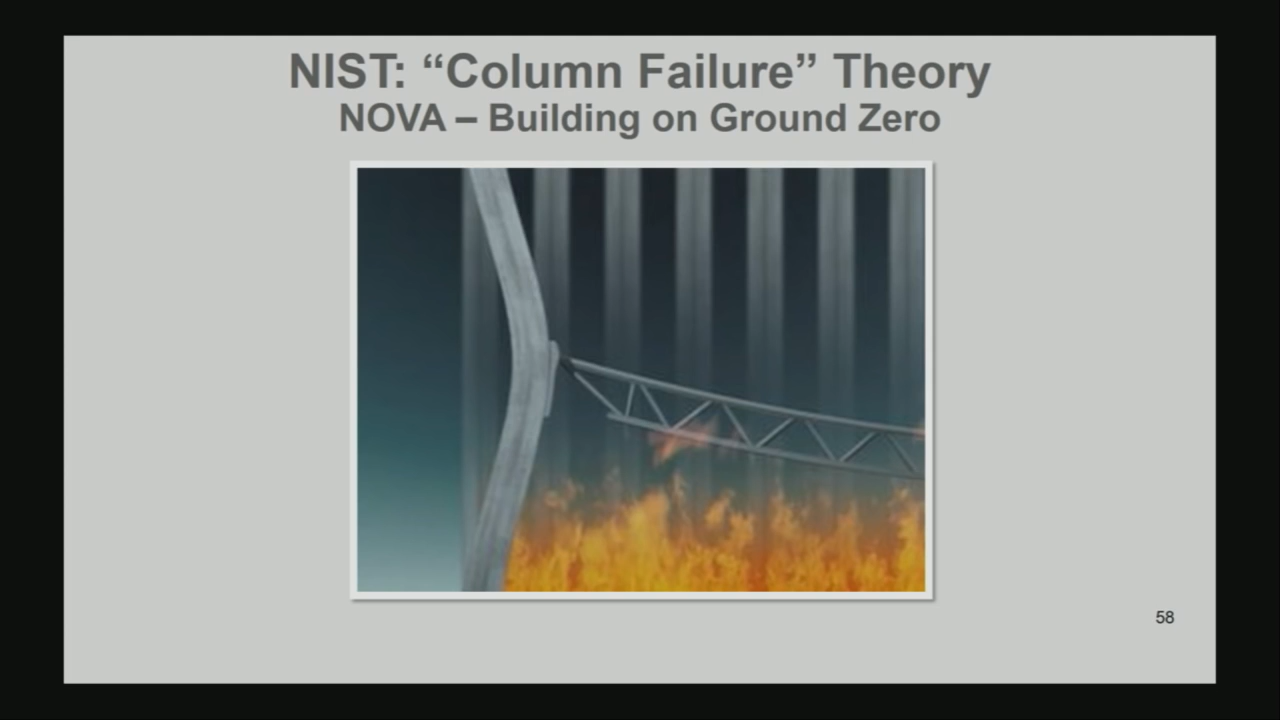 NIST: “Column Failure” Theory
NOVA – Building on Ground Zero
58